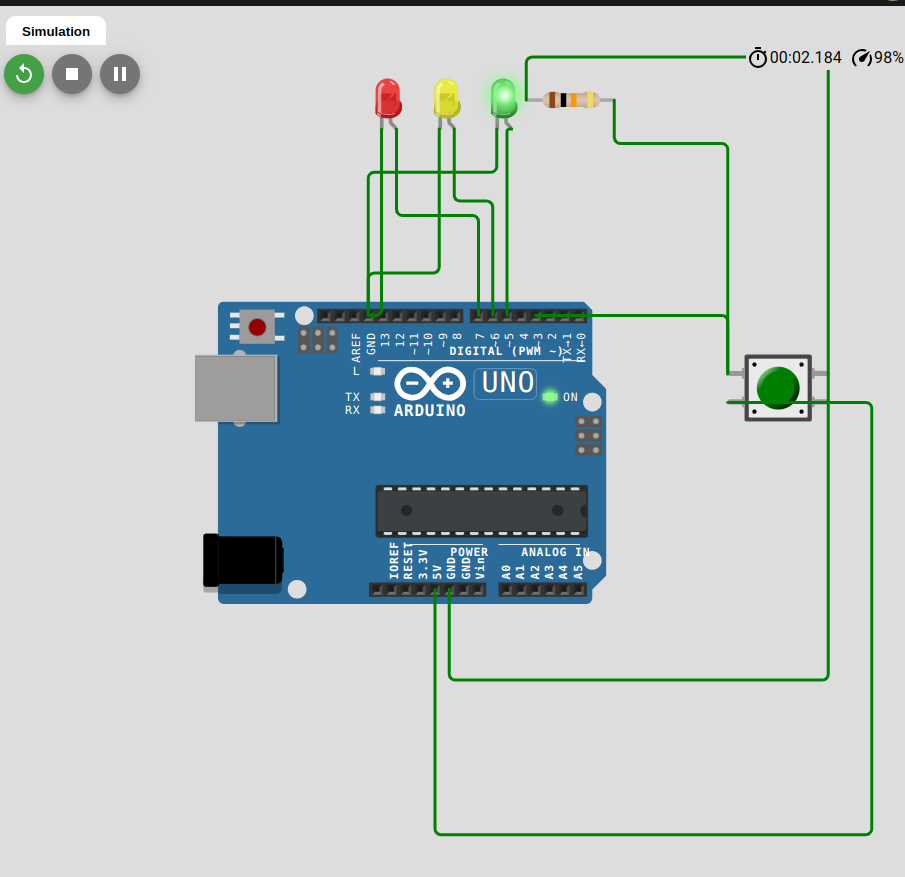 Simulation
00:02.184 98%
AREF
GND
13
12
~11
~10
~9
8
7
~6
~5
4
~3
2
TX→1
RX←0
DIGITAL (PWM ~)
L
UNO
TX
RX
ARDUINO
ON
IOREF
RESET
3.3V
5V
GND
GND
Vin
POWER
ANALOG IN
A0
A1
A2
A3
A4
A5